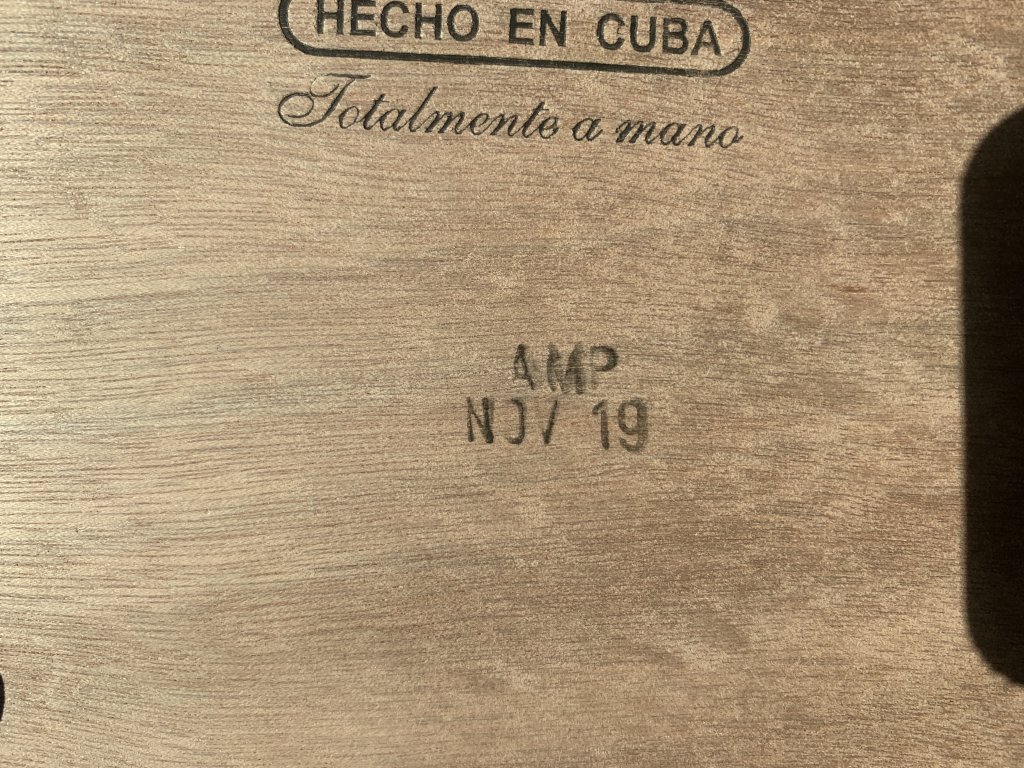 HECHO EN CUBA
Totalmente a mano
AMP
NOV 19